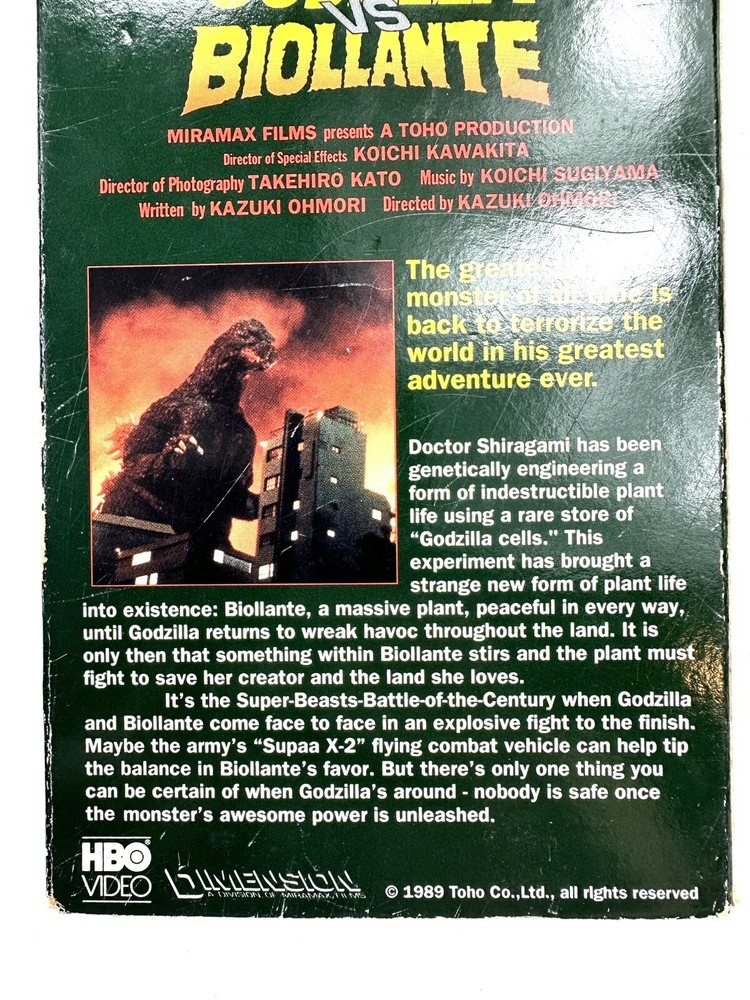 GODZILLA
VS
BIOLLANTE
MIRAMAX FILMS presents A TOHO PRODUCTION
Director of Special Effects KOICHI KAWAKITA
Director of Photography TAKEHIRO KATO Music by KOICHI SUGIYAMA
Written by KAZUKI OHMORI Directed by KAZUKI OHMORI
The greatest
monster of all time is
back to terrorize the
world in his greatest
adventure ever.
Doctor Shiragami has been
genetically engineering a
form of indestructible plant
life using a rare store of
“Godzilla cells.” This
experiment has brought a
strange new form of plant life
into existence: Biollante, a massive plant, peaceful in every way,
until Godzilla returns to wreak havoc throughout the land. It is
only then that something within Biollante stirs and the plant must
fight to save her creator and the land she loves.
It's the Super-Beasts-Battle-of-the-Century when Godzilla
and Biollante come face to face in an explosive fight to the finish.
Maybe the army's “Supaa X-2” flying combat vehicle can help tip
the balance in Biollante's favor. But there's only one thing you
can be certain of when Godzilla's around - nobody is safe once
the monster's awesome power is unleashed.
HBO®
VIDEO
DIMENSION
A DIVISION OF MIRAMAX FILMS
© 1989 Toho Co.,Ltd., all rights reserved